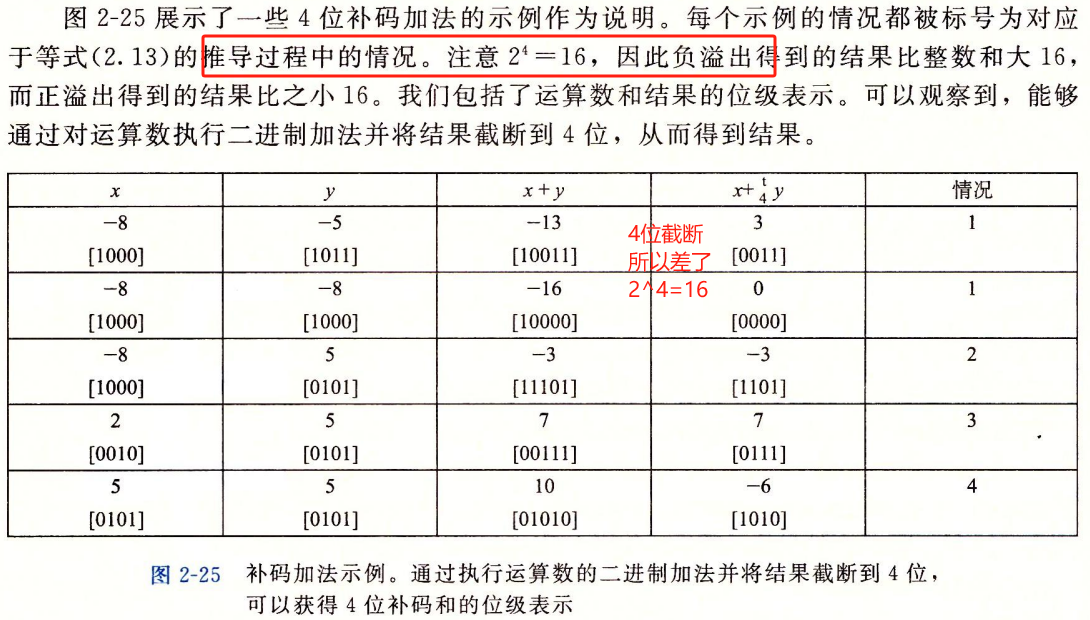 图 2-25 展示了一些 4 位补码加法的示例作为说明。每个示例的情况都被标号为对应
于等式(2.13)的推导过程中的情况。注意 2⁴=16，因此负溢出得到的结果比整数和大 16，
而正溢出得到的结果比之小 16。我们包括了运算数和结果的位级表示。可以观察到，能够
通过对运算数执行二进制加法并将结果截断到 4 位，从而得到结果。
x y x+y x+ᵗ₄ y 情况
-8 -5 -13 3 1
[1000] [1011] [10011] [0011]
-8 -8 -16 0 1
[1000] [1000] [10000] [0000]
-8 5 -3 -3 2
[1000] [0101] [11101] [1101]
2 5 7 7 3
[0010] [0101] [00111] [0111]
5 5 10 -6 4
[0101] [0101] [01010] [1010]
4位截断
所以差了
2^4=16
图 2-25 补码加法示例。通过执行运算数的二进制加法并将结果截断到 4 位，
可以获得 4 位补码和的位级表示